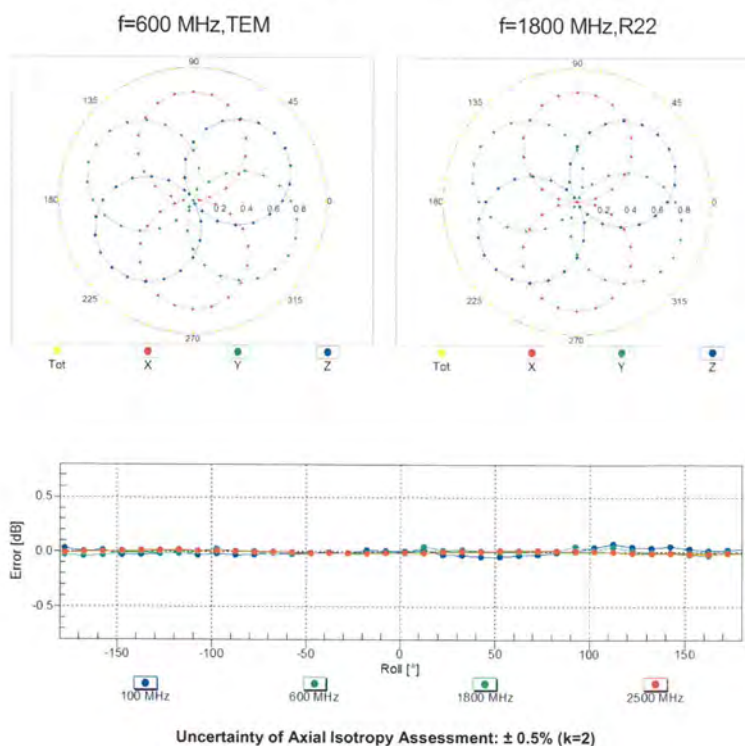 f=600 MHz,TEM
f=1800 MHz,R22
90
135
45
180
0
0.2 0.4 0.6 0.8
225
315
270
Tot X Y Z
90
135
45
180
0
0.2 0.4 0.6 0.8
225
315
270
Tot X Y Z
Error [dB]
0.5
0.0
-0.5
-150 -100 -50 0 50 100 150
Roll [°]
100 MHz 600 MHz 1800 MHz 2500 MHz
Uncertainty of Axial Isotropy Assessment: ± 0.5% (k=2)